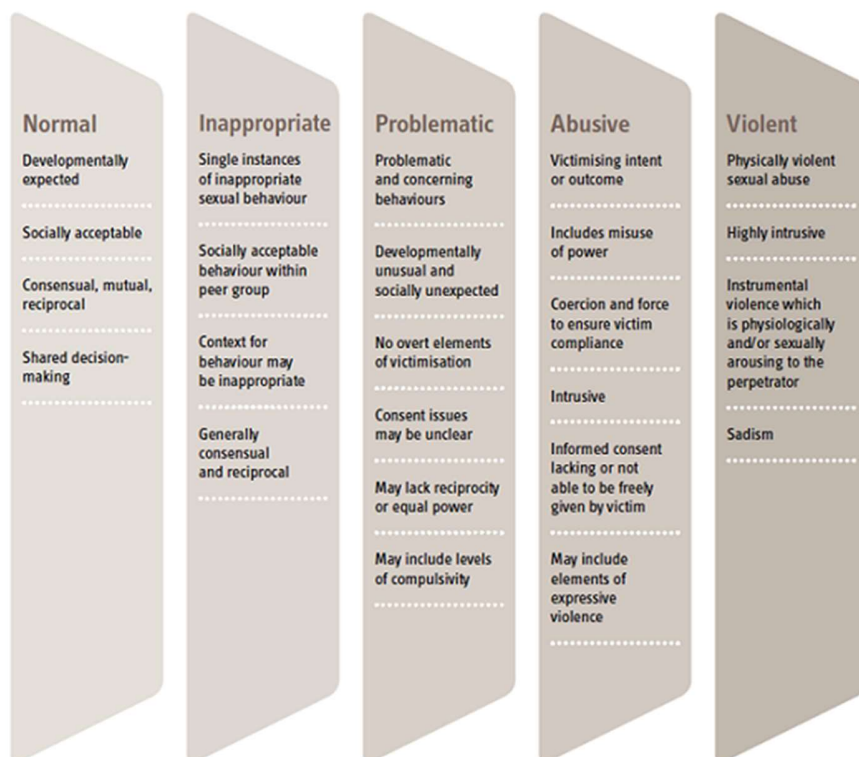 Normal
Developmentally
expected
Socially acceptable
Consensual, mutual,
reciprocal
Shared decision-
making
Inappropriate
Single instances
of inappropriate
sexual behaviour
Socially acceptable
behaviour within
peer group
Context for
behaviour may
be inappropriate
Generally
consensual
and reciprocal
Problematic
Problematic
and concerning
behaviours
Developmentally
unusual and
socially unexpected
No overt elements
of victimisation
Consent issues
may be unclear
May lack reciprocity
or equal power
May include levels
of compulsivity
Abusive
Victimising intent
or outcome
Includes misuse
of power
Coercion and force
to ensure victim
compliance
Intrusive
Informed consent
lacking or not
able to be freely
given by victim
May include
elements of
expressive
violence
Violent
Physically violent
sexual abuse
Highly intrusive
Instrumental
violence which
is physiologically
and/or sexually
arousing to the
perpetrator
Sadism